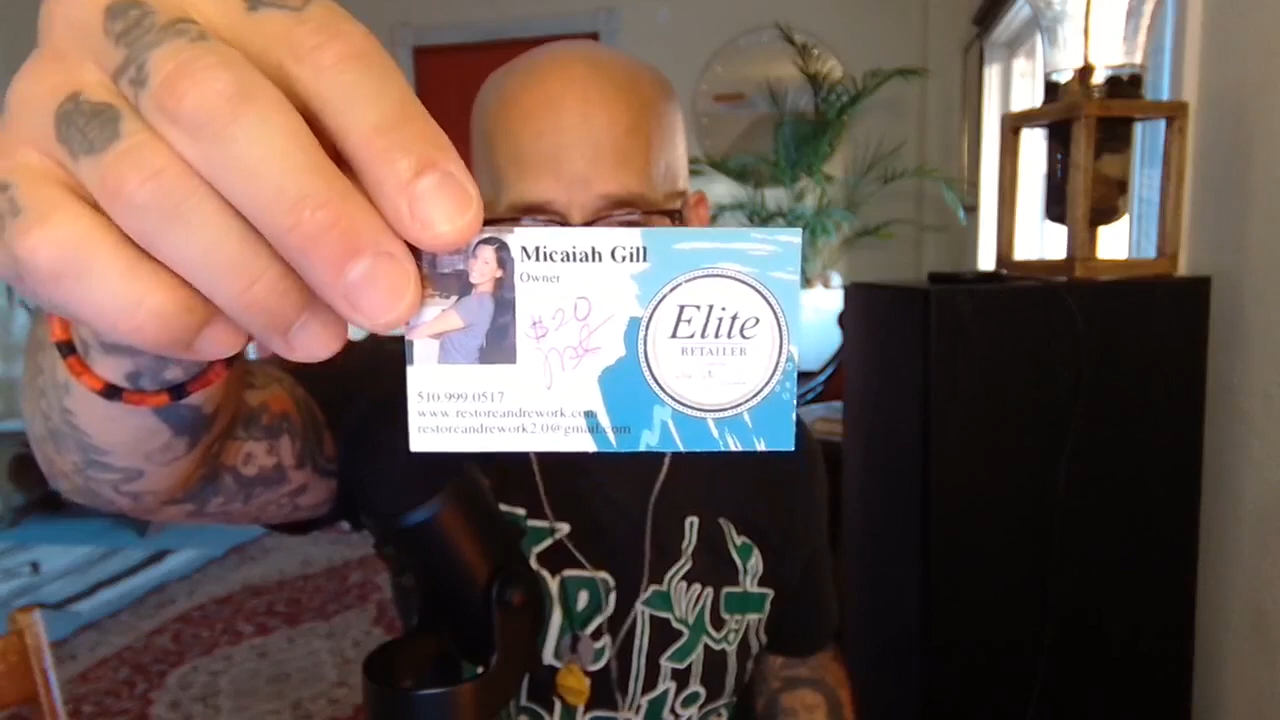 Micaiah Gill
Owner
$20
Elite
RETAILER
510.999.0517
www.restoreandrework.com
restoreandrework2.0@gmail.com